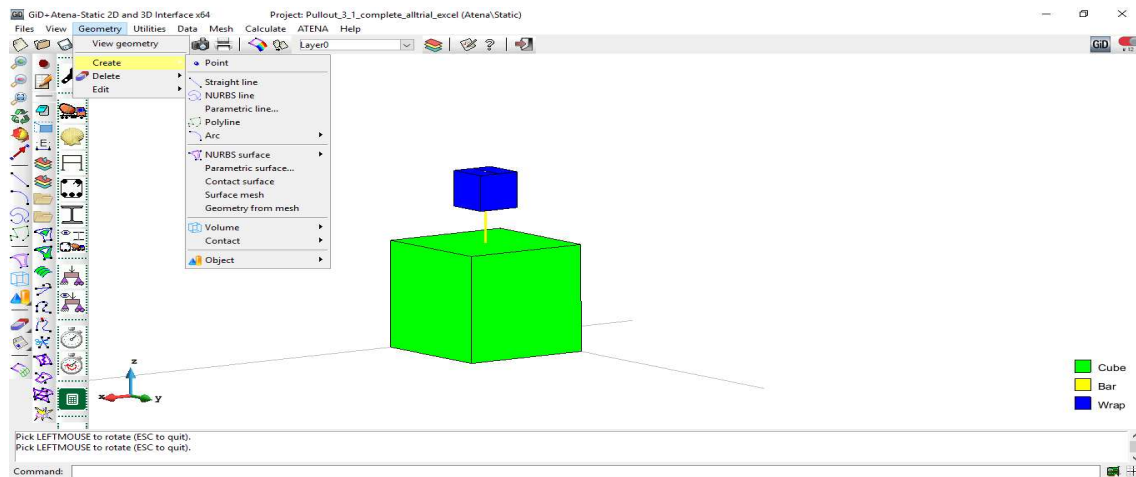 GiD+Atena-Static 2D and 3D Interface x64 Project: Pullout_3_1_complete_alltrial_excel (Atena\Static)
Files View Geometry Utilities Data Mesh Calculate ATENA Help
View geometry
Layer0
GiD
Create
Delete
Edit
Point
Straight line
NURBS line
Parametric line...
Polyline
Arc
NURBS surface
Parametric surface...
Contact surface
Surface mesh
Geometry from mesh
Volume
Contact
Object
z
x
y
Cube
Bar
Wrap
Pick LEFTMOUSE to rotate (ESC to quit).
Pick LEFTMOUSE to rotate (ESC to quit).
Command: